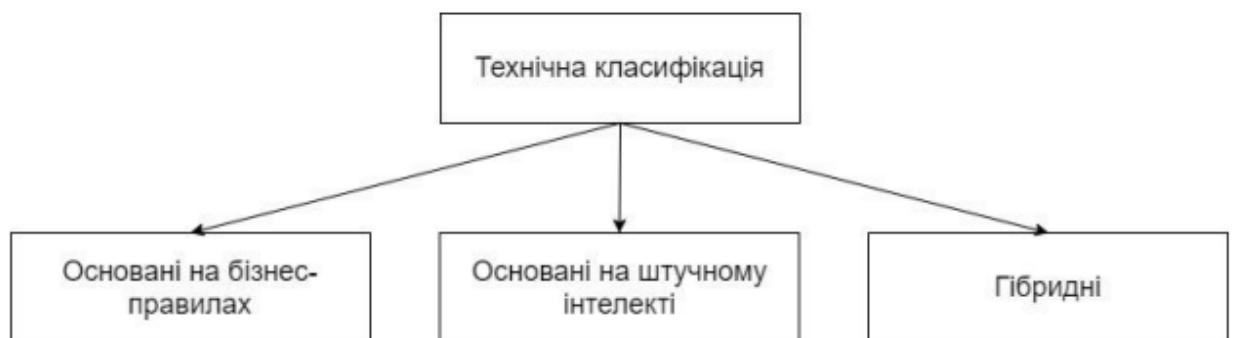 Технічна класифікація
Основані на бізнес-
правилах
Основані на штучному
інтелекті
Гібридні